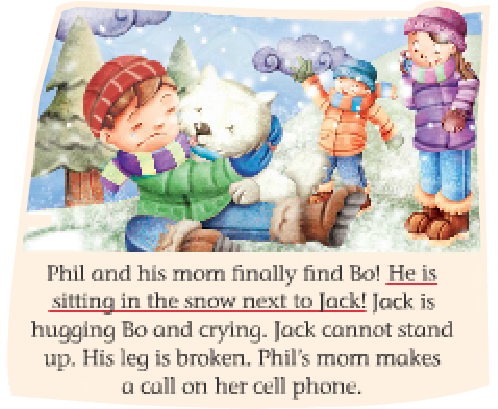 Phil and his mom finally find Bo! He is
sitting in the snow next to Jack! Jack is
hugging Bo and crying. Jack cannot stand
up. His leg is broken. Phil's mom makes
a call on her cell phone.